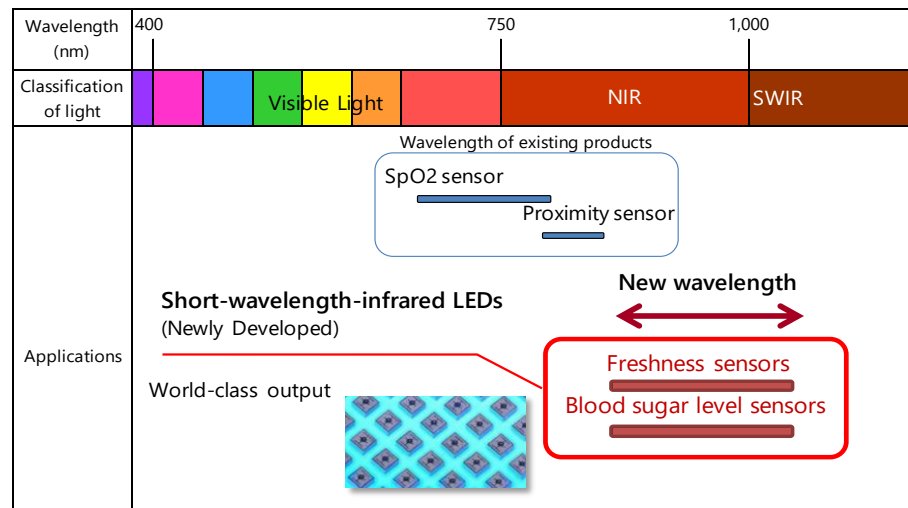 Wavelength
(nm)
400
750
1,000
Classification
of light
Visible Light
NIR
SWIR
Applications
Wavelength of existing products
SpO2 sensor
Proximity sensor
New wavelength
Short-wavelength-infrared LEDs
(Newly Developed)
Freshness sensors
World-class output
Blood sugar level sensors